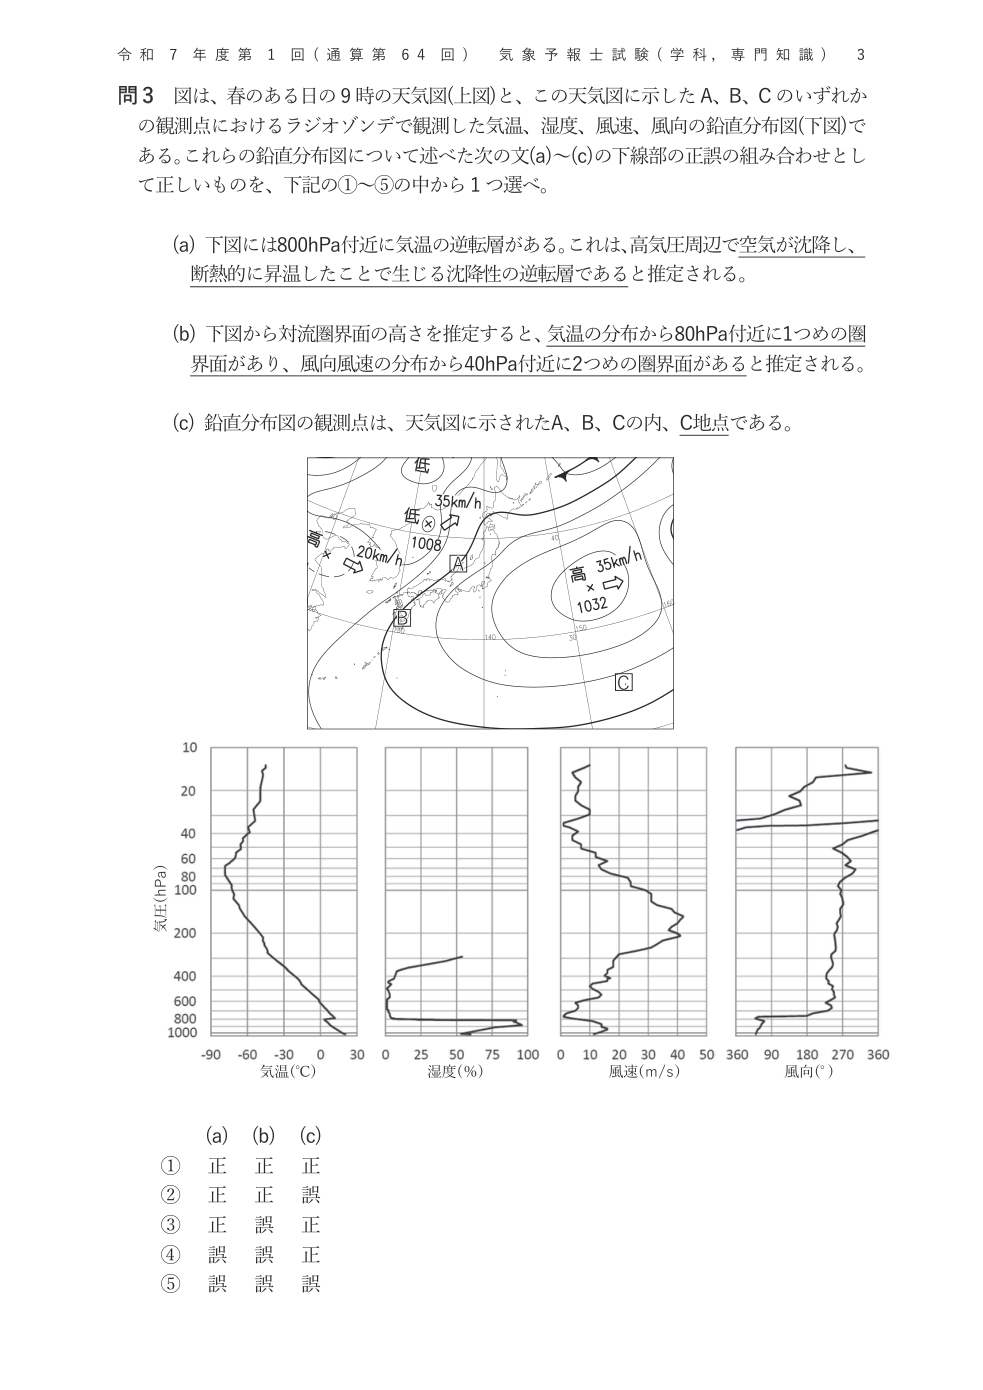 令和7年度第1回(通算第64回)　気象予報士試験(学科, 専門知識)　3
問3　図は、春のある日の9時の天気図(上図)と、この天気図に示したA、B、Cのいずれか
の観測点におけるラジオゾンデで観測した気温、湿度、風速、風向の鉛直分布図(下図)で
ある。これらの鉛直分布図について述べた次の文(a)～(c)の下線部の正誤の組み合わせとし
て正しいものを、下記の①～⑤の中から1つ選べ。
(a) 下図には800hPa付近に気温の逆転層がある。これは、高気圧周辺で空気が沈降し、
断熱的に昇温したことで生じる沈降性の逆転層であると推定される。
(b) 下図から対流圏界面の高さを推定すると、気温の分布から80hPa付近に1つめの圏
界面があり、風向風速の分布から40hPa付近に2つめの圏界面があると推定される。
(c) 鉛直分布図の観測点は、天気図に示されたA、B、Cの内、C地点である。
低
35km/h
低
1008
高
20km/h
A
40
高
35km/h
1032
B
130
140
150
30
160
C
気圧(hPa)
10
20
40
60
80
100
200
400
600
800
1000
-90 -60 -30 0 30
気温(℃)
0 25 50 75 100
湿度(%)
0 10 20 30 40 50
風速(m/s)
360 90 180 270 360
風向(°)
(a) (b) (c)
① 正 正 正
② 正 正 誤
③ 正 誤 正
④ 誤 誤 正
⑤ 誤 誤 誤